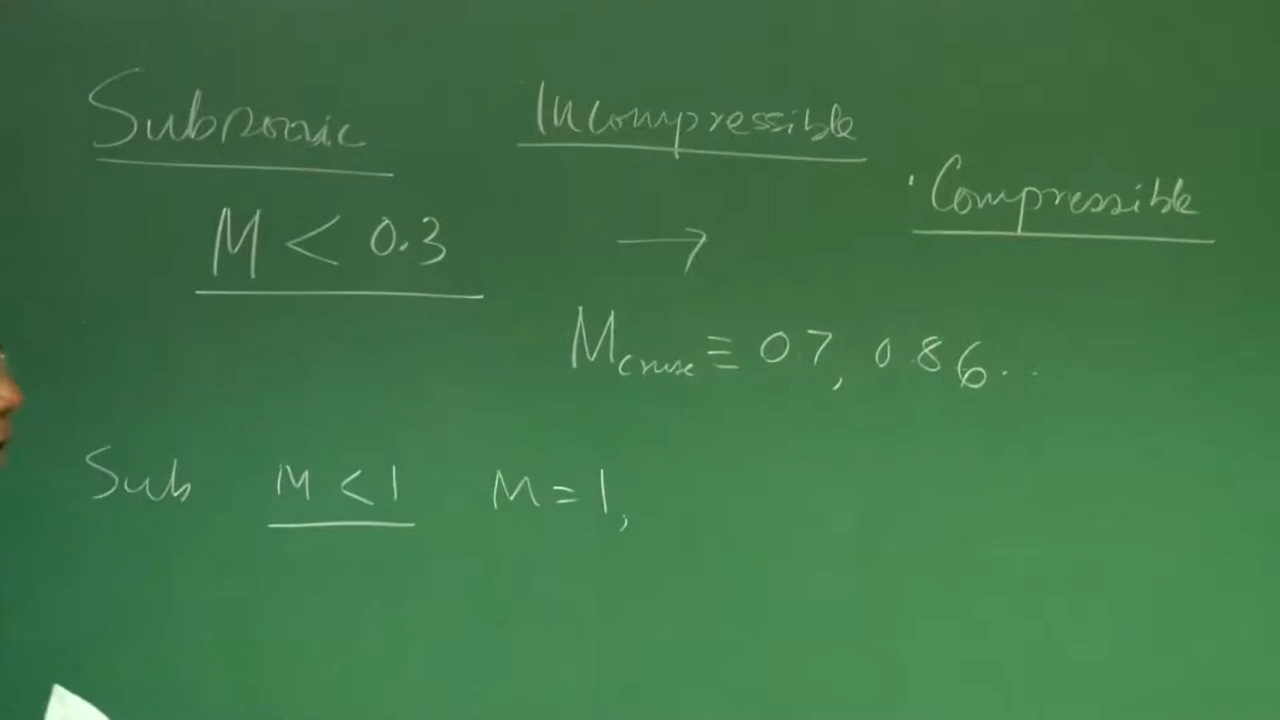 Subsonic Incompressible
Compressible
M < 0.3 →
M cruise ≡ 0.7, 0.86...
Sub M < 1 M = 1,